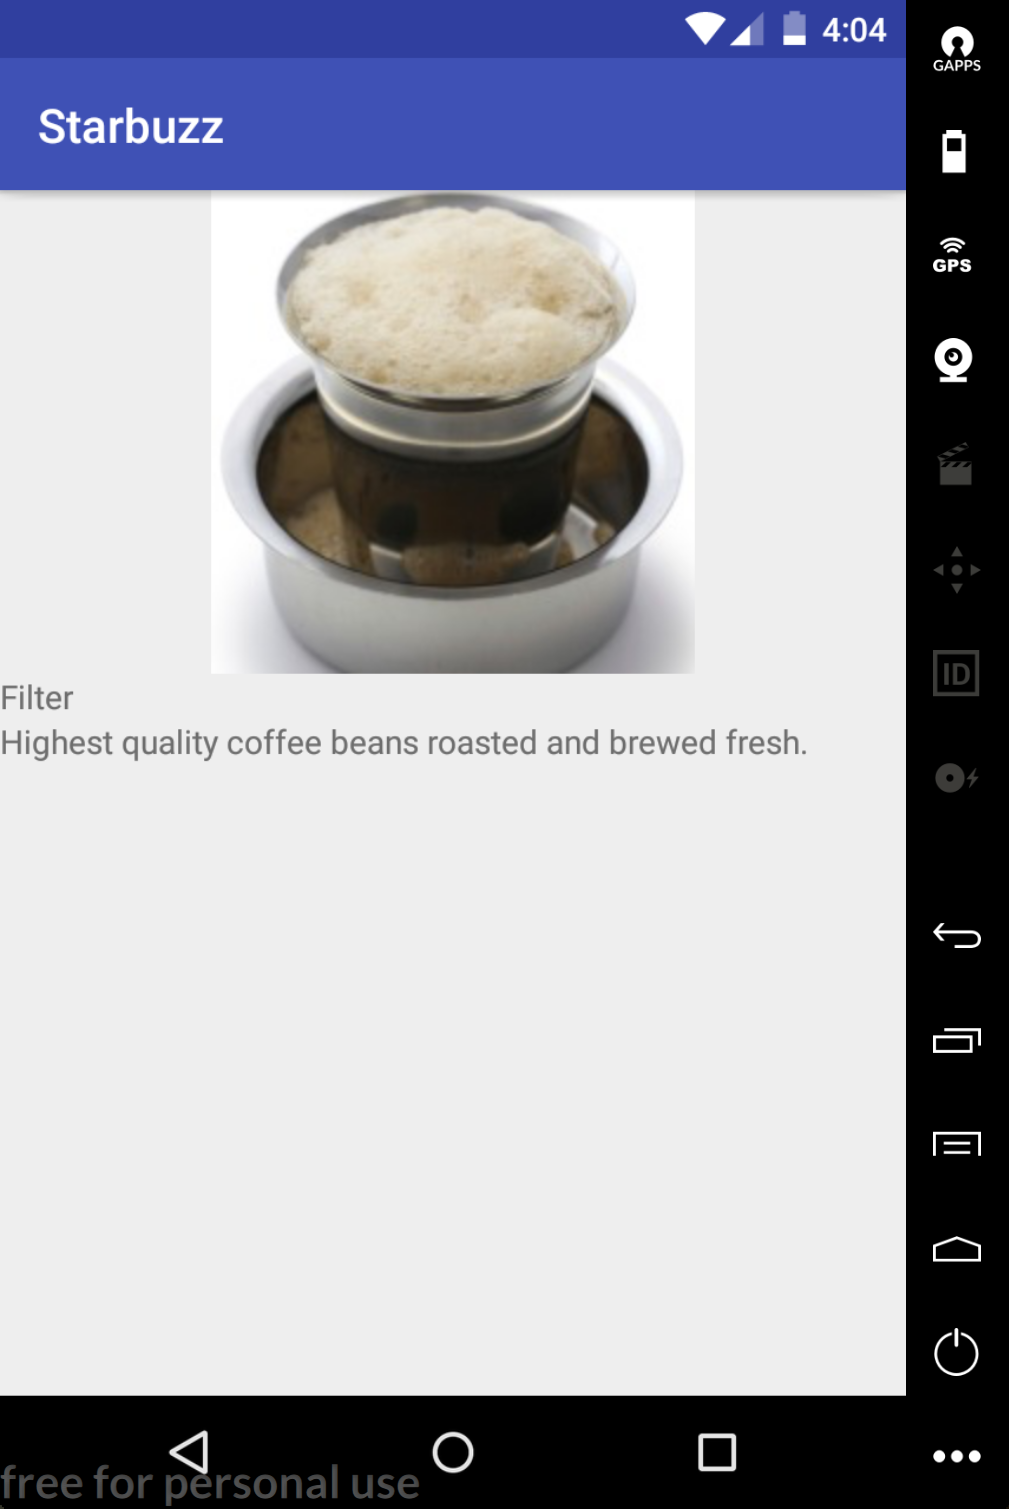 4:04
GAPPS
Starbuzz
GPS
ID
Filter
Highest quality coffee beans roasted and brewed fresh.
free for personal use